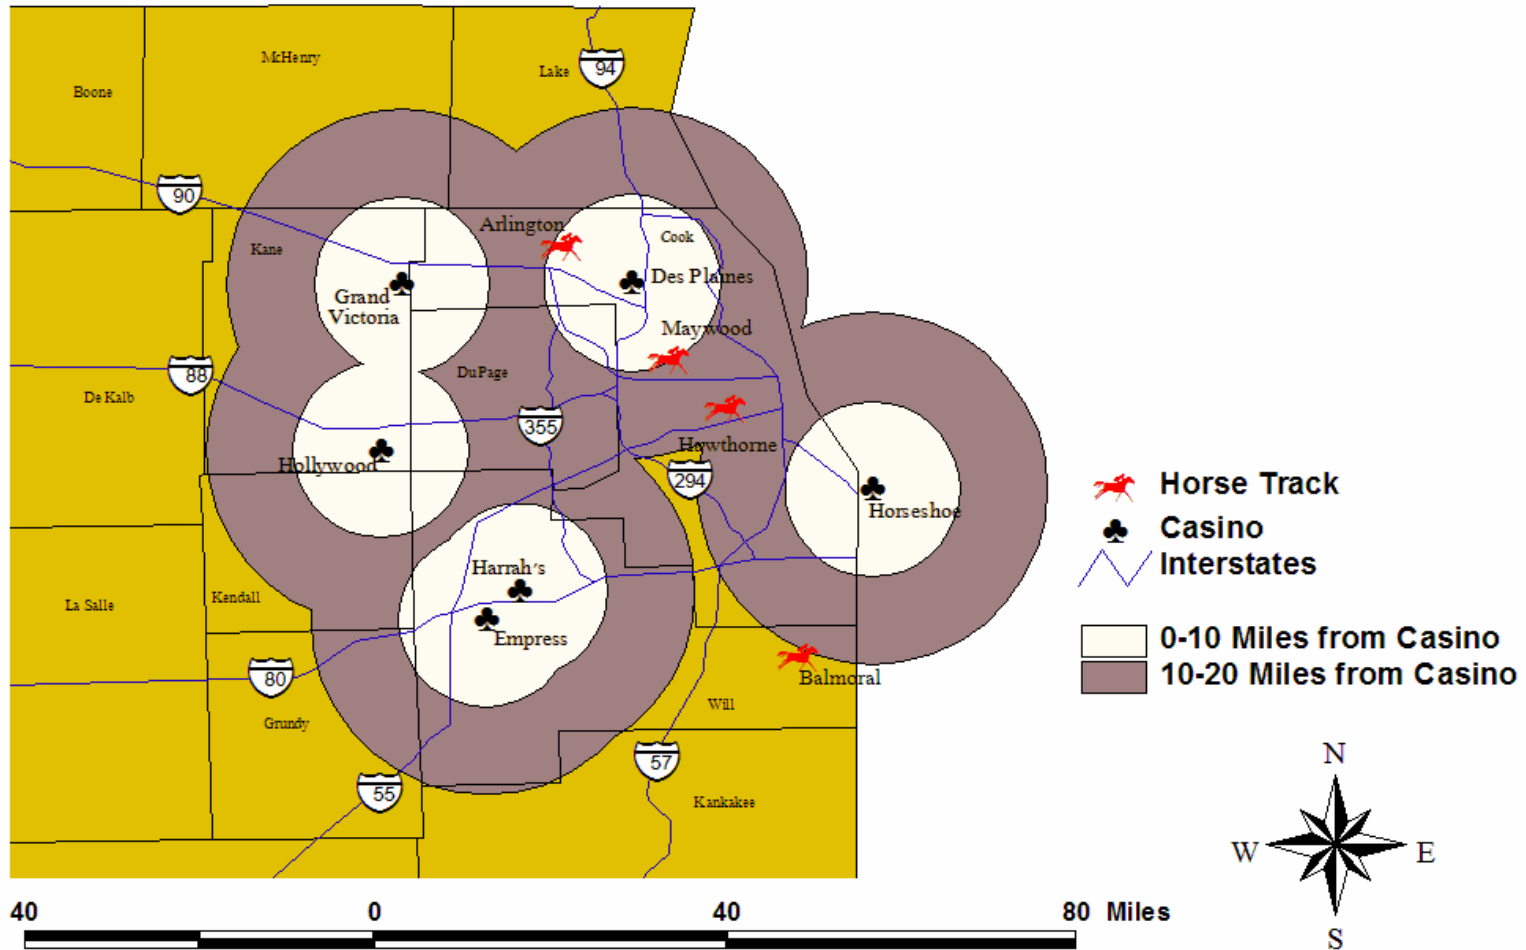 McHenry
Lake
94
Boone
90
Arlington
Kane
Cook
Des Plaines
Grand
Victoria
Maywood
88
DuPage
De Kalb
355
Hawthorne
Hollywood
294
Horseshoe
Harrah's
Kendall
La Salle
Empress
80
Balmoral
Will
Grundy
57
55
Kankakee
Horse Track
Casino
Interstates
0-10 Miles from Casino
10-20 Miles from Casino
N
W E
S
40 0 40 80 Miles